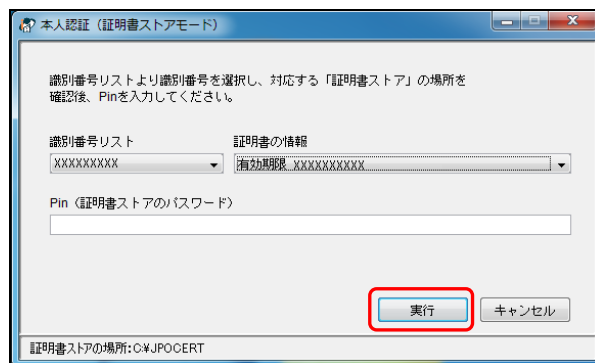 本人認証（証明書ストアモード）
識別番号リストより識別番号を選択し、対応する「証明書ストア」の場所を
確認後、Pinを入力してください。
識別番号リスト 証明書の情報
XXXXXXXXX 有効期限 XXXXXXXXXX
Pin（証明書ストアのパスワード）
実行 キャンセル
証明書ストアの場所:C:¥JPOCERT